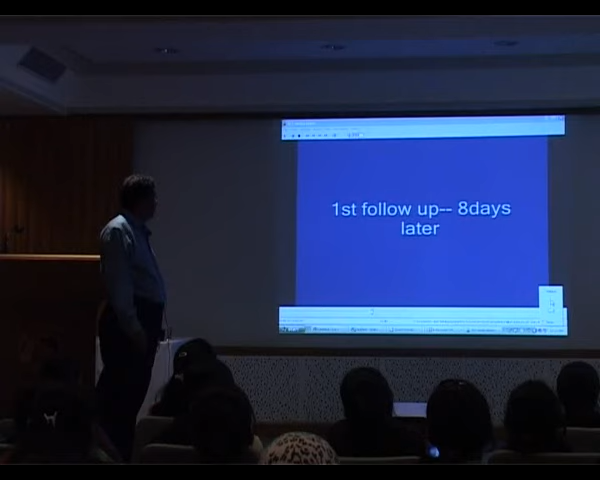 1st follow up-- 8days
later